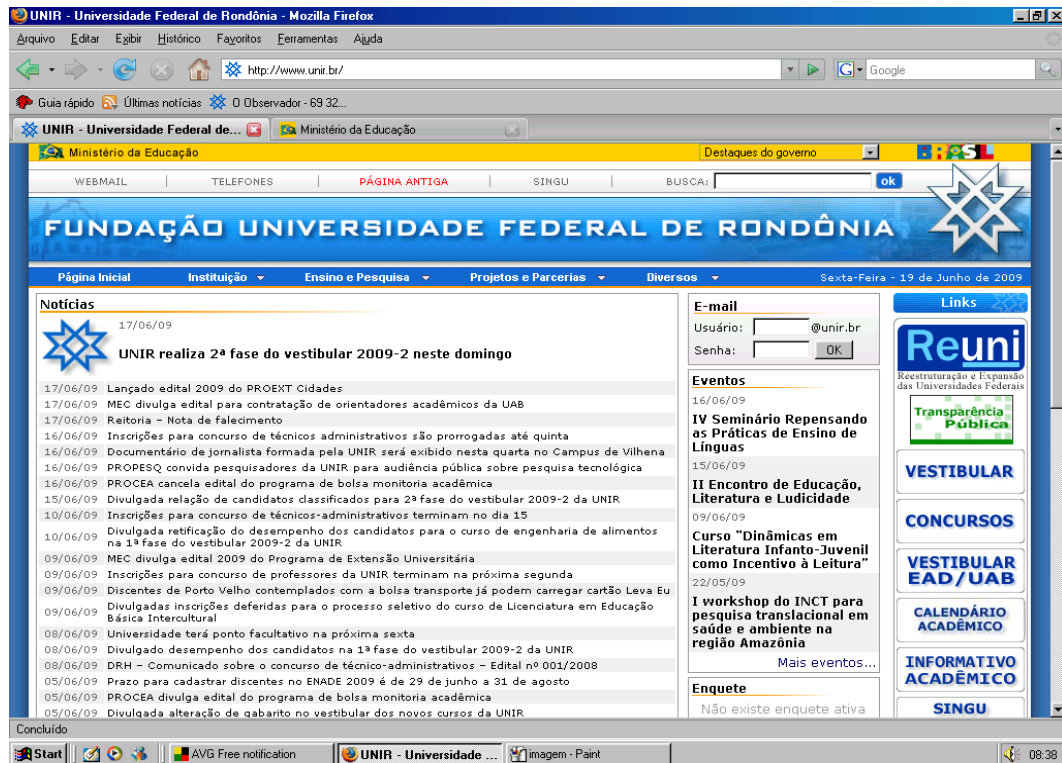 UNIR - Universidade Federal de Rondônia - Mozilla Firefox
Arquivo Editar Exibir Histórico Favoritos Ferramentas Ajuda
http://www.unir.br/
Google
Guia rápido Últimas notícias O Observador - 69 32...
UNIR - Universidade Federal de... Ministério da Educação
Ministério da Educação Destaques do governo BRASIL
WEBMAIL | TELEFONES | PÁGINA ANTIGA | SINGU | BUSCA: ok
FUNDAÇÃO UNIVERSIDADE FEDERAL DE RONDÔNIA
Página Inicial Instituição Ensino e Pesquisa Projetos e Parcerias Diversos Sexta-Feira - 19 de Junho de 2009
Notícias
17/06/09
UNIR realiza 2ª fase do vestibular 2009-2 neste domingo
17/06/09 Lançado edital 2009 do PROEXT Cidades
17/06/09 MEC divulga edital para contratação de orientadores acadêmicos da UAB
17/06/09 Reitoria – Nota de falecimento
16/06/09 Inscrições para concurso de técnicos administrativos são prorrogadas até quinta
16/06/09 Documentário de jornalista formada pela UNIR será exibido nesta quarta no Campus de Vilhena
16/06/09 PROPESQ convida pesquisadores da UNIR para audiência pública sobre pesquisa tecnológica
16/06/09 PROCEA cancela edital do programa de bolsa monitoria acadêmica
15/06/09 Divulgada relação de candidatos classificados para 2ª fase do vestibular 2009-2 da UNIR
10/06/09 Inscrições para concurso de técnicos-administrativos terminam no dia 15
10/06/09 Divulgada retificação do desempenho dos candidatos para o curso de engenharia de alimentos
na 1ª fase do vestibular 2009-2 da UNIR
09/06/09 MEC divulga edital 2009 do Programa de Extensão Universitária
09/06/09 Inscrições para concurso de professores da UNIR terminam na próxima segunda
09/06/09 Discentes de Porto Velho contemplados com a bolsa transporte já podem carregar cartão Leva Eu
09/06/09 Divulgadas inscrições deferidas para o processo seletivo do curso de Licenciatura em Educação
Básica Intercultural
08/06/09 Universidade terá ponto facultativo na próxima sexta
08/06/09 Divulgado desempenho dos candidatos na 1ª fase do vestibular 2009-2 da UNIR
08/06/09 DRH – Comunicado sobre o concurso de técnico-administrativos – Edital nº 001/2008
05/06/09 Prazo para cadastrar discentes no ENADE 2009 é de 29 de junho a 31 de agosto
05/06/09 PROCEA divulga edital do programa de bolsa monitoria acadêmica
05/06/09 Divulgada alteração de gabarito no vestibular dos novos cursos da UNIR
E-mail
Usuário: @unir.br
Senha: OK
Eventos
16/06/09
IV Seminário Repensando
as Práticas de Ensino de
Línguas
15/06/09
II Encontro de Educação,
Literatura e Ludicidade
09/06/09
Curso “Dinâmicas em
Literatura Infanto-Juvenil
como Incentivo à Leitura”
22/05/09
I workshop do INCT para
pesquisa translacional em
saúde e ambiente na
região Amazônia
Mais eventos...
Enquete
Não existe enquete ativa
Links
Reuni
Reestruturação e Expansão
das Universidades Federais
Transparência
Pública
VESTIBULAR
CONCURSOS
VESTIBULAR
EAD/UAB
CALENDÁRIO
ACADÊMICO
INFORMATIVO
ACADÊMICO
SINGU
Concluído
Start AVG Free notification UNIR - Universidade ... imagem - Paint 08:38